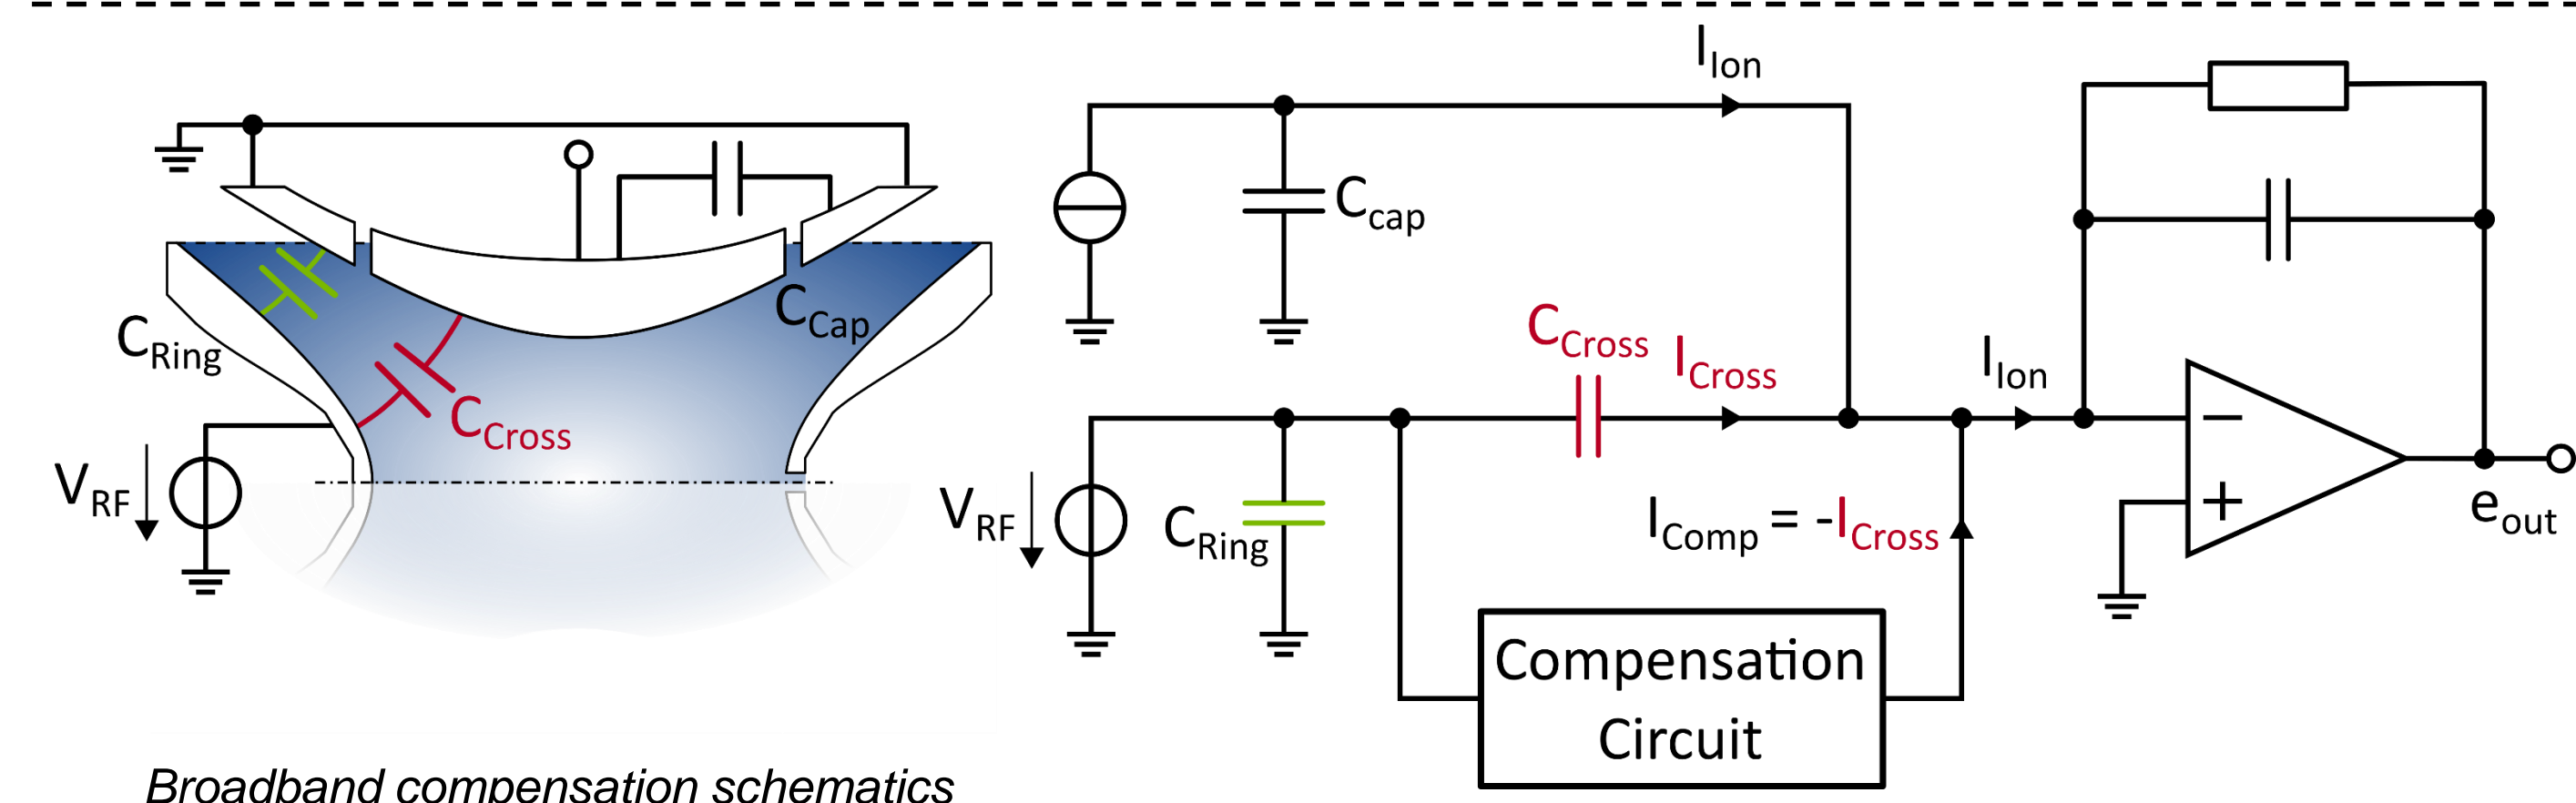 C_Ring
C_Cross
C_Cap
V_RF
I_Ion
C_cap
C_Cross
I_Cross
I_Ion
V_RF
C_Ring
I_Comp = -I_Cross
−
+
e_out
Compensation
Circuit
Broadband compensation schematics